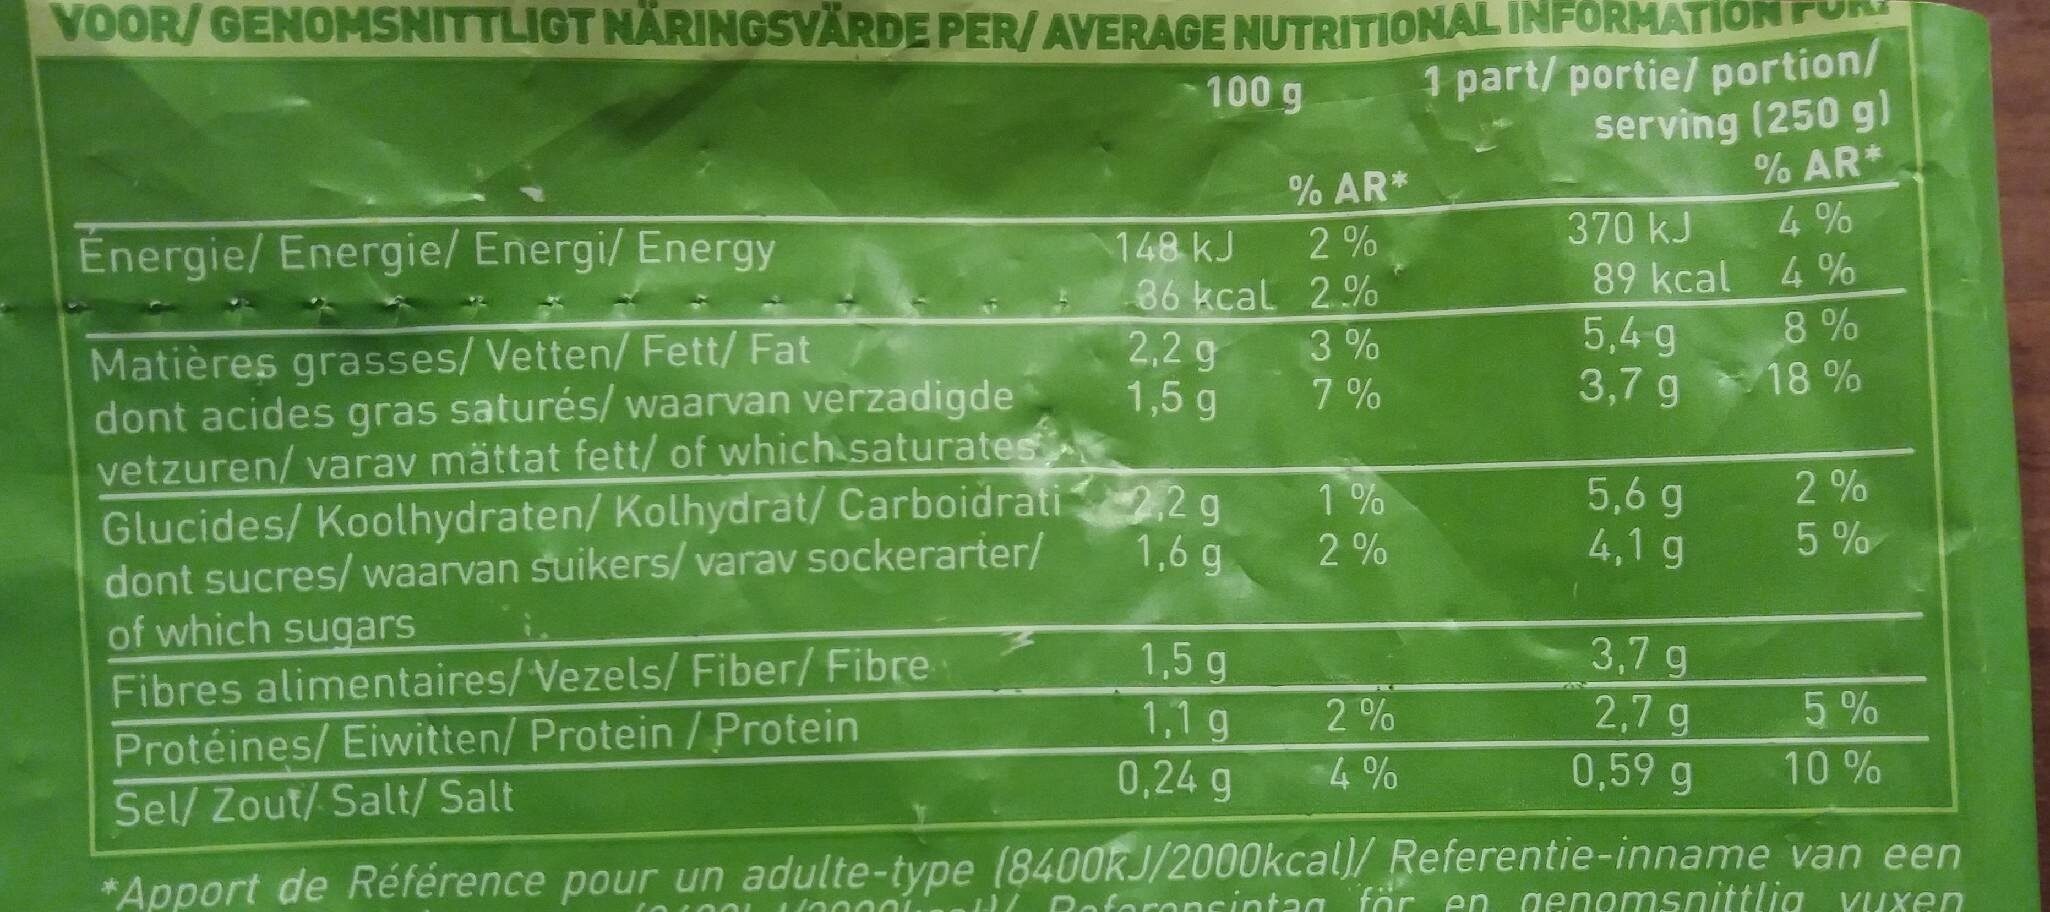 VOOR/ GENOMSNITTLIGT NÄRINGSVÄRDE PER/ AVERAGE NUTRITIONAL INFORMATION FOR:
100 g 1 part/ portie/ portion/
serving (250 g)
% AR* % AR*
Énergie/ Energie/ Energi/ Energy 148 kJ 2 % 370 kJ 4 %
36 kcal 2 % 89 kcal 4 %
Matières grasses/ Vetten/ Fett/ Fat 2,2 g 3 % 5,4 g 8 %
dont acides gras saturés/ waarvan verzadigde 1,5 g 7 % 3,7 g 18 %
vetzuren/ varav mättat fett/ of which saturates
Glucides/ Koolhydraten/ Kolhydrat/ Carboidrati 2,2 g 1 % 5,6 g 2 %
dont sucres/ waarvan suikers/ varav sockerarter/ 1,6 g 2 % 4,1 g 5 %
of which sugars
Fibres alimentaires/ Vezels/ Fiber/ Fibre 1,5 g 3,7 g
Protéines/ Eiwitten/ Protein / Protein 1,1 g 2 % 2,7 g 5 %
Sel/ Zout/ Salt/ Salt 0,24 g 4 % 0,59 g 10 %
*Apport de Référence pour un adulte-type (8400kJ/2000kcal)/ Referentie-inname van een
Referensintag för en genomsnittlig vuxen